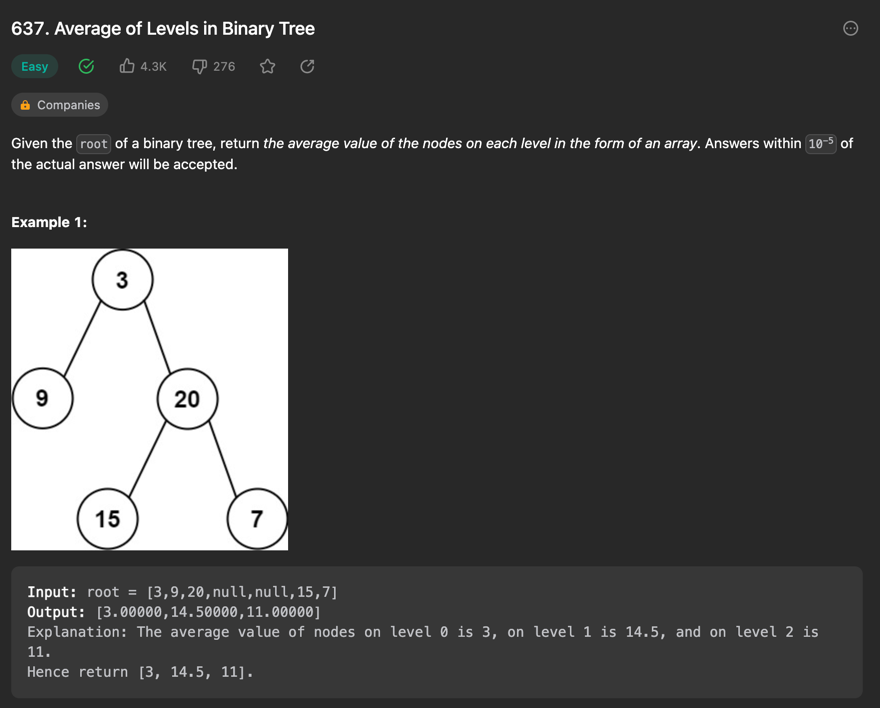 637. Average of Levels in Binary Tree
Easy 4.3K 276
Companies
Given the root of a binary tree, return the average value of the nodes on each level in the form of an array. Answers within 10⁻⁵ of
the actual answer will be accepted.
Example 1:
3
9 20
15 7
Input: root = [3,9,20,null,null,15,7]
Output: [3.00000,14.50000,11.00000]
Explanation: The average value of nodes on level 0 is 3, on level 1 is 14.5, and on level 2 is
11.
Hence return [3, 14.5, 11].